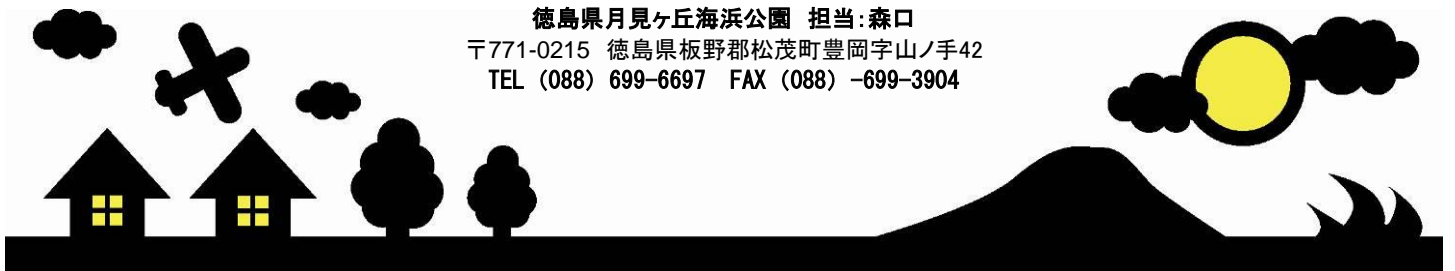 徳島県月見ヶ丘海浜公園 担当:森口
〒771-0215 徳島県板野郡松茂町豊岡字山ノ手42
TEL (088) 699-6697 FAX (088) -699-3904